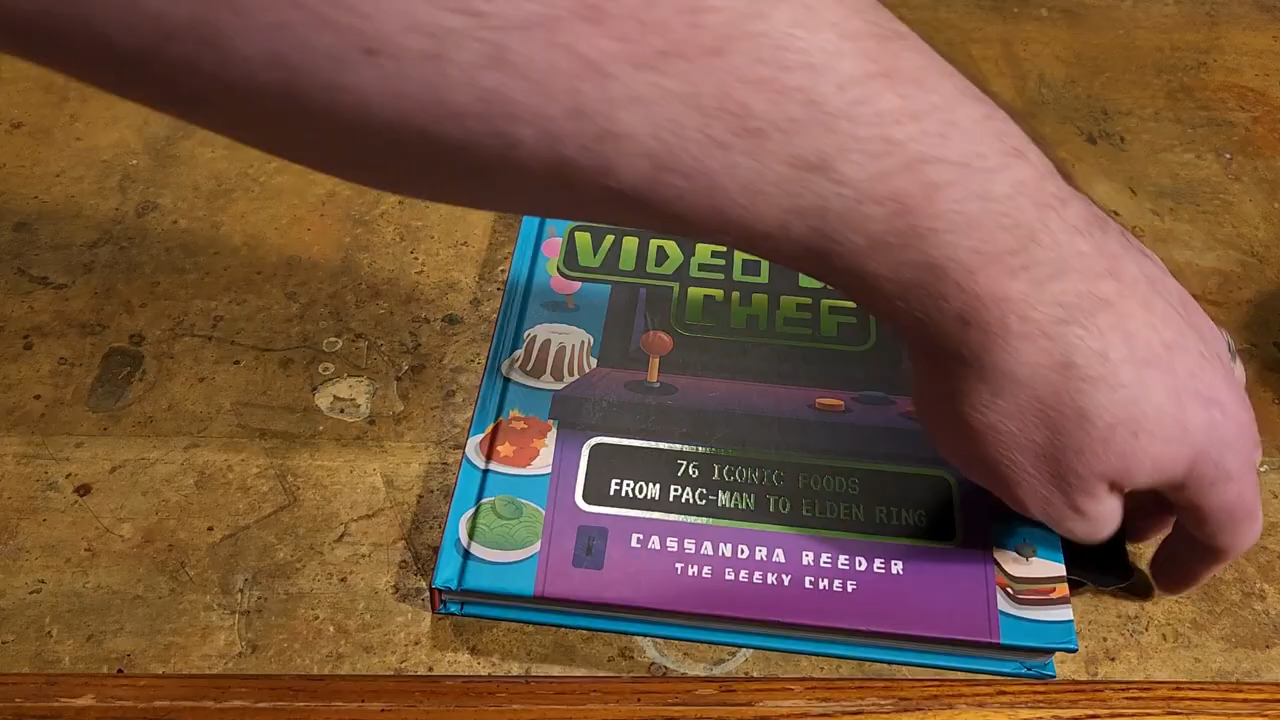 VIDEO
CHEF
76 ICONIC FOODS
FROM PAC-MAN TO ELDEN RING
CASSANDRA REEDER
THE GEEKY CHEF